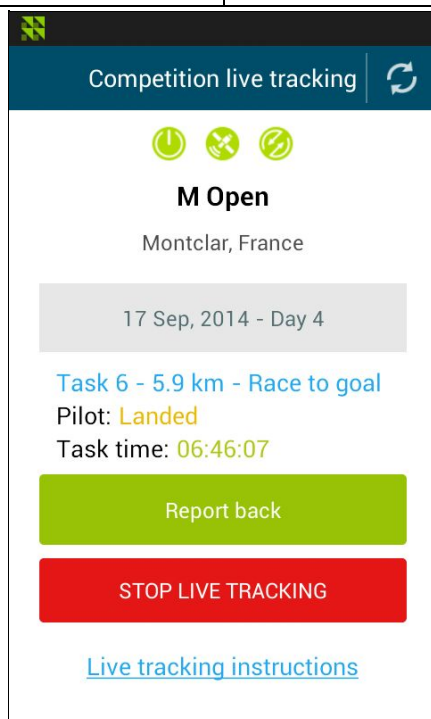 Competition live tracking
M Open
Montclar, France
17 Sep, 2014 - Day 4
Task 6 - 5.9 km - Race to goal
Pilot: Landed
Task time: 06:46:07
Report back
STOP LIVE TRACKING
Live tracking instructions